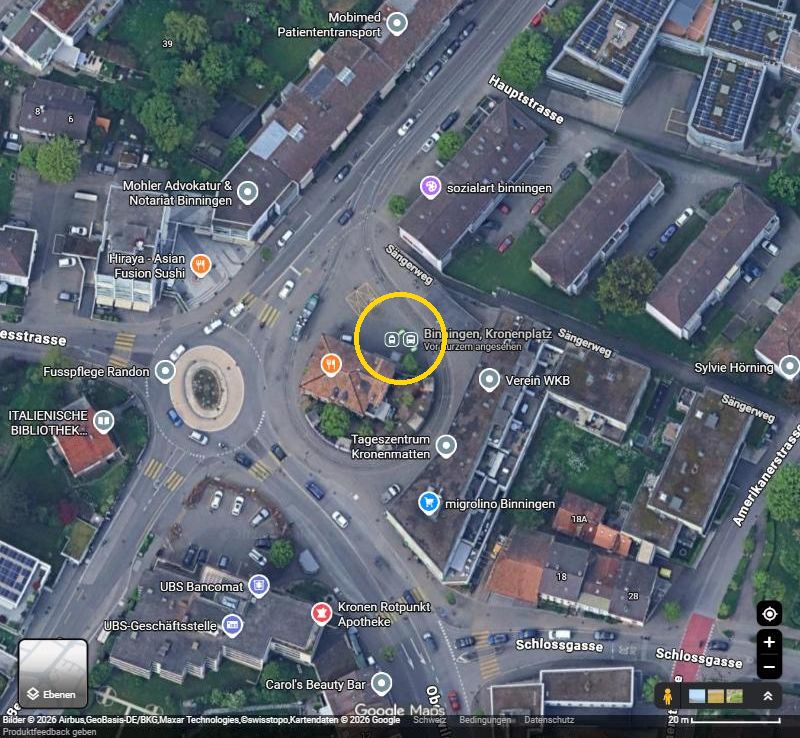 Mobimed
Patiententransport
39
Hauptstrasse
8
6
Mohler Advokatur &
Notariat Binningen
sozialart binningen
Hiraya - Asian
Fusion Sushi
Sängerweg
Binningen, Kronenplatz
Vor kurzem angesehen
Sängerweg
esstrasse
Fusspflege Randon
Sylvie Hörning
Verein WKB
Sängerweg
ITALIENISCHE
BIBLIOTHEK...
Tageszentrum
Kronenmatten
Amerikanerstrasse
migrolino Binningen
18A
UBS Bancomat
18
28
Kronen Rotpunkt
Apotheke
UBS-Geschäftsstelle
Schlossgasse
Schlossgasse
Carol's Beauty Bar
Ebenen
Google Maps
Bilder © 2026 Airbus,GeoBasis-DE/BKG,Maxar Technologies,©swisstopo,Kartendaten © 2026 Google
Schweiz
Bedingungen
Datenschutz
20 m
Produktfeedback geben